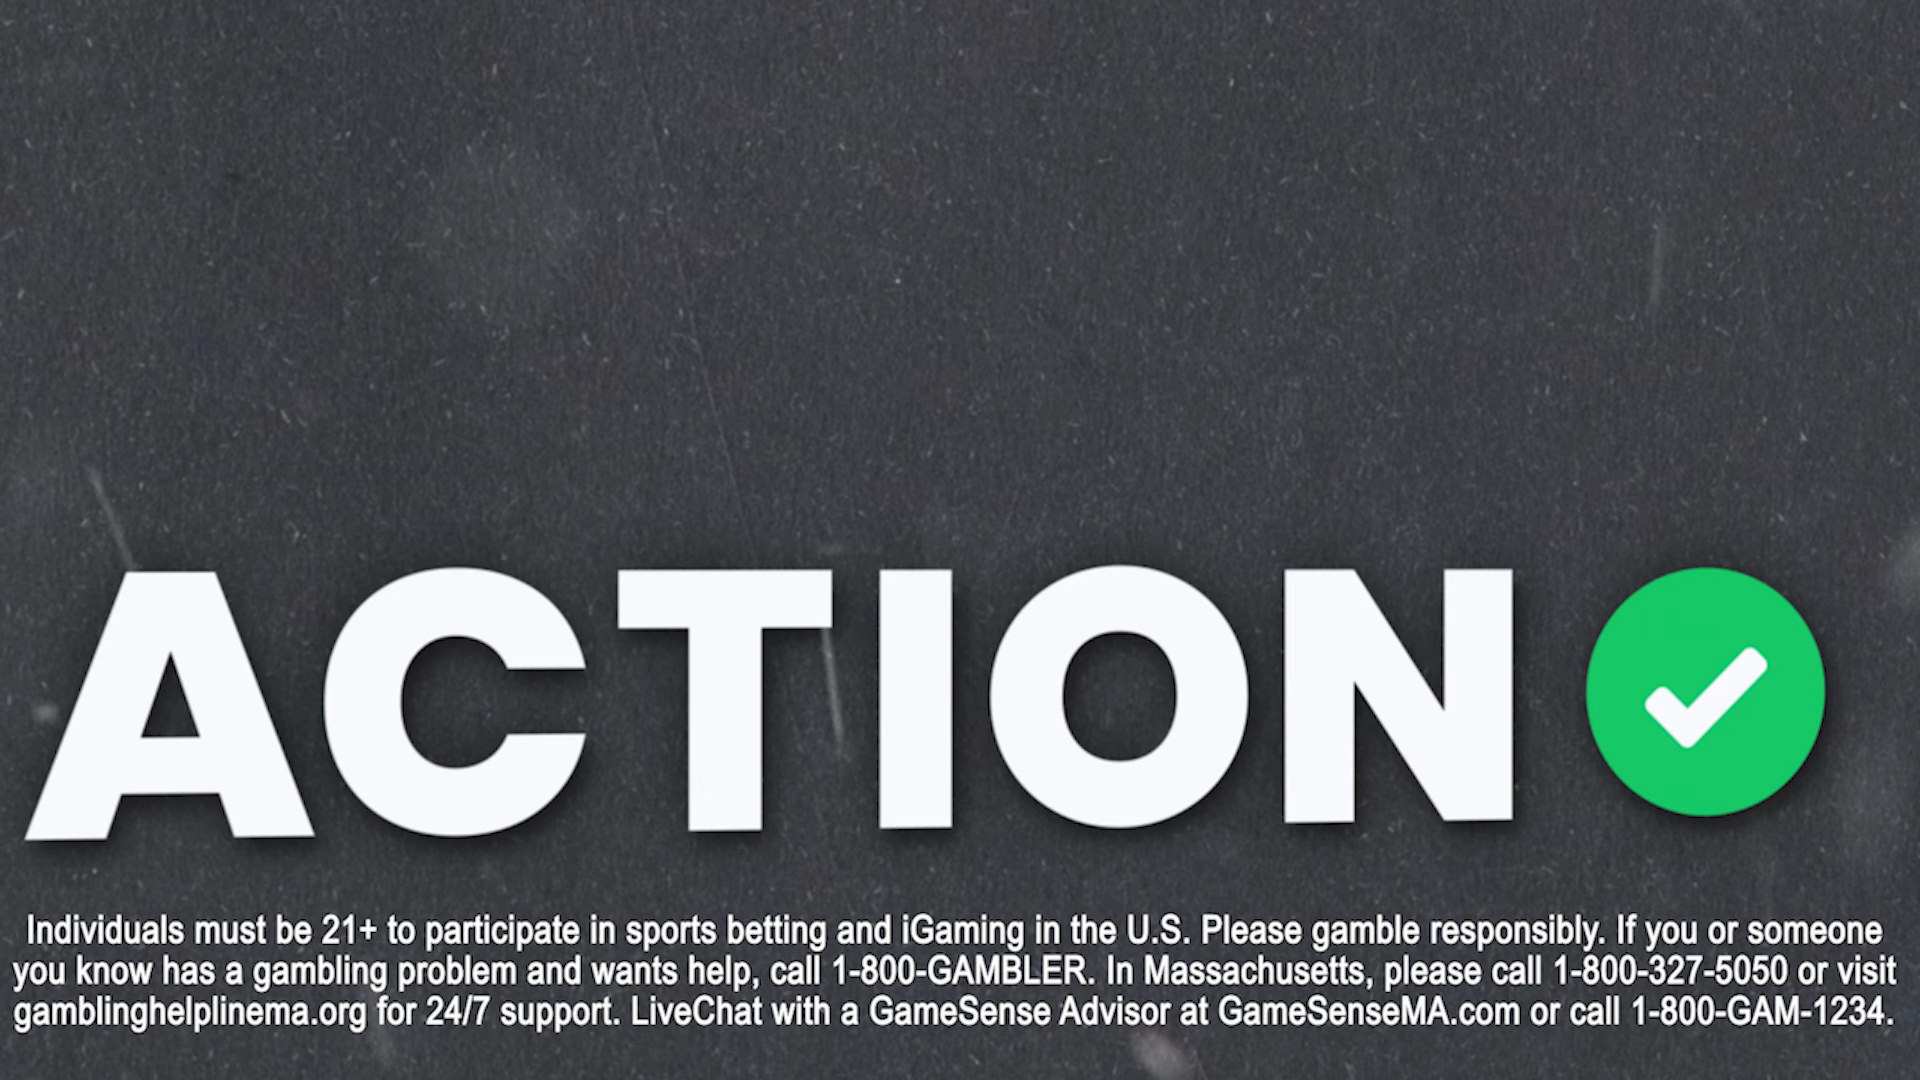 ACTION
Individuals must be 21+ to participate in sports betting and iGaming in the U.S. Please gamble responsibly. If you or someone
you know has a gambling problem and wants help, call 1-800-GAMBLER. In Massachusetts, please call 1-800-327-5050 or visit
gamblinghelplinema.org for 24/7 support. LiveChat with a GameSense Advisor at GameSenseMA.com or call 1-800-GAM-1234.